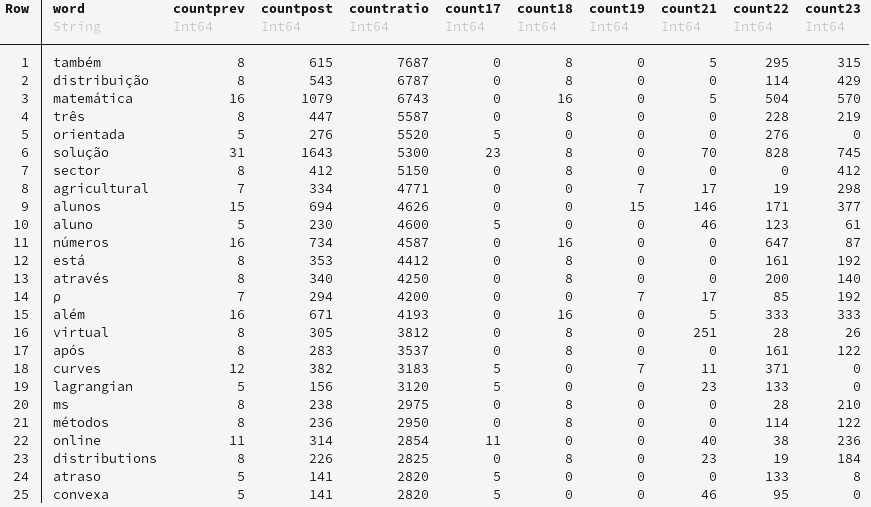 Row word countprev countpost countratio count17 count18 count19 count21 count22 count23
String Int64 Int64 Int64 Int64 Int64 Int64 Int64 Int64 Int64
1 também 8 615 7687 0 8 0 5 295 315
2 distribuição 8 543 6787 0 8 0 0 114 429
3 matemática 16 1079 6743 0 16 0 5 504 570
4 três 8 447 5587 0 8 0 0 228 219
5 orientada 5 276 5520 5 0 0 0 276 0
6 solução 31 1643 5300 23 8 0 70 828 745
7 sector 8 412 5150 0 8 0 0 0 412
8 agricultural 7 334 4771 0 0 7 17 19 298
9 alunos 15 694 4626 0 0 15 146 171 377
10 aluno 5 230 4600 5 0 0 46 123 61
11 números 16 734 4587 0 16 0 0 647 87
12 está 8 353 4412 0 8 0 0 161 192
13 através 8 340 4250 0 8 0 0 200 140
14 ρ 7 294 4200 0 0 7 17 85 192
15 além 16 671 4193 0 16 0 5 333 333
16 virtual 8 305 3812 0 8 0 251 28 26
17 após 8 283 3537 0 8 0 0 161 122
18 curves 12 382 3183 5 0 7 11 371 0
19 lagrangian 5 156 3120 5 0 0 23 133 0
20 ms 8 238 2975 0 8 0 0 28 210
21 métodos 8 236 2950 0 8 0 0 114 122
22 online 11 314 2854 11 0 0 40 38 236
23 distributions 8 226 2825 0 8 0 23 19 184
24 atraso 5 141 2820 5 0 0 0 133 8
25 convexa 5 141 2820 5 0 0 46 95 0